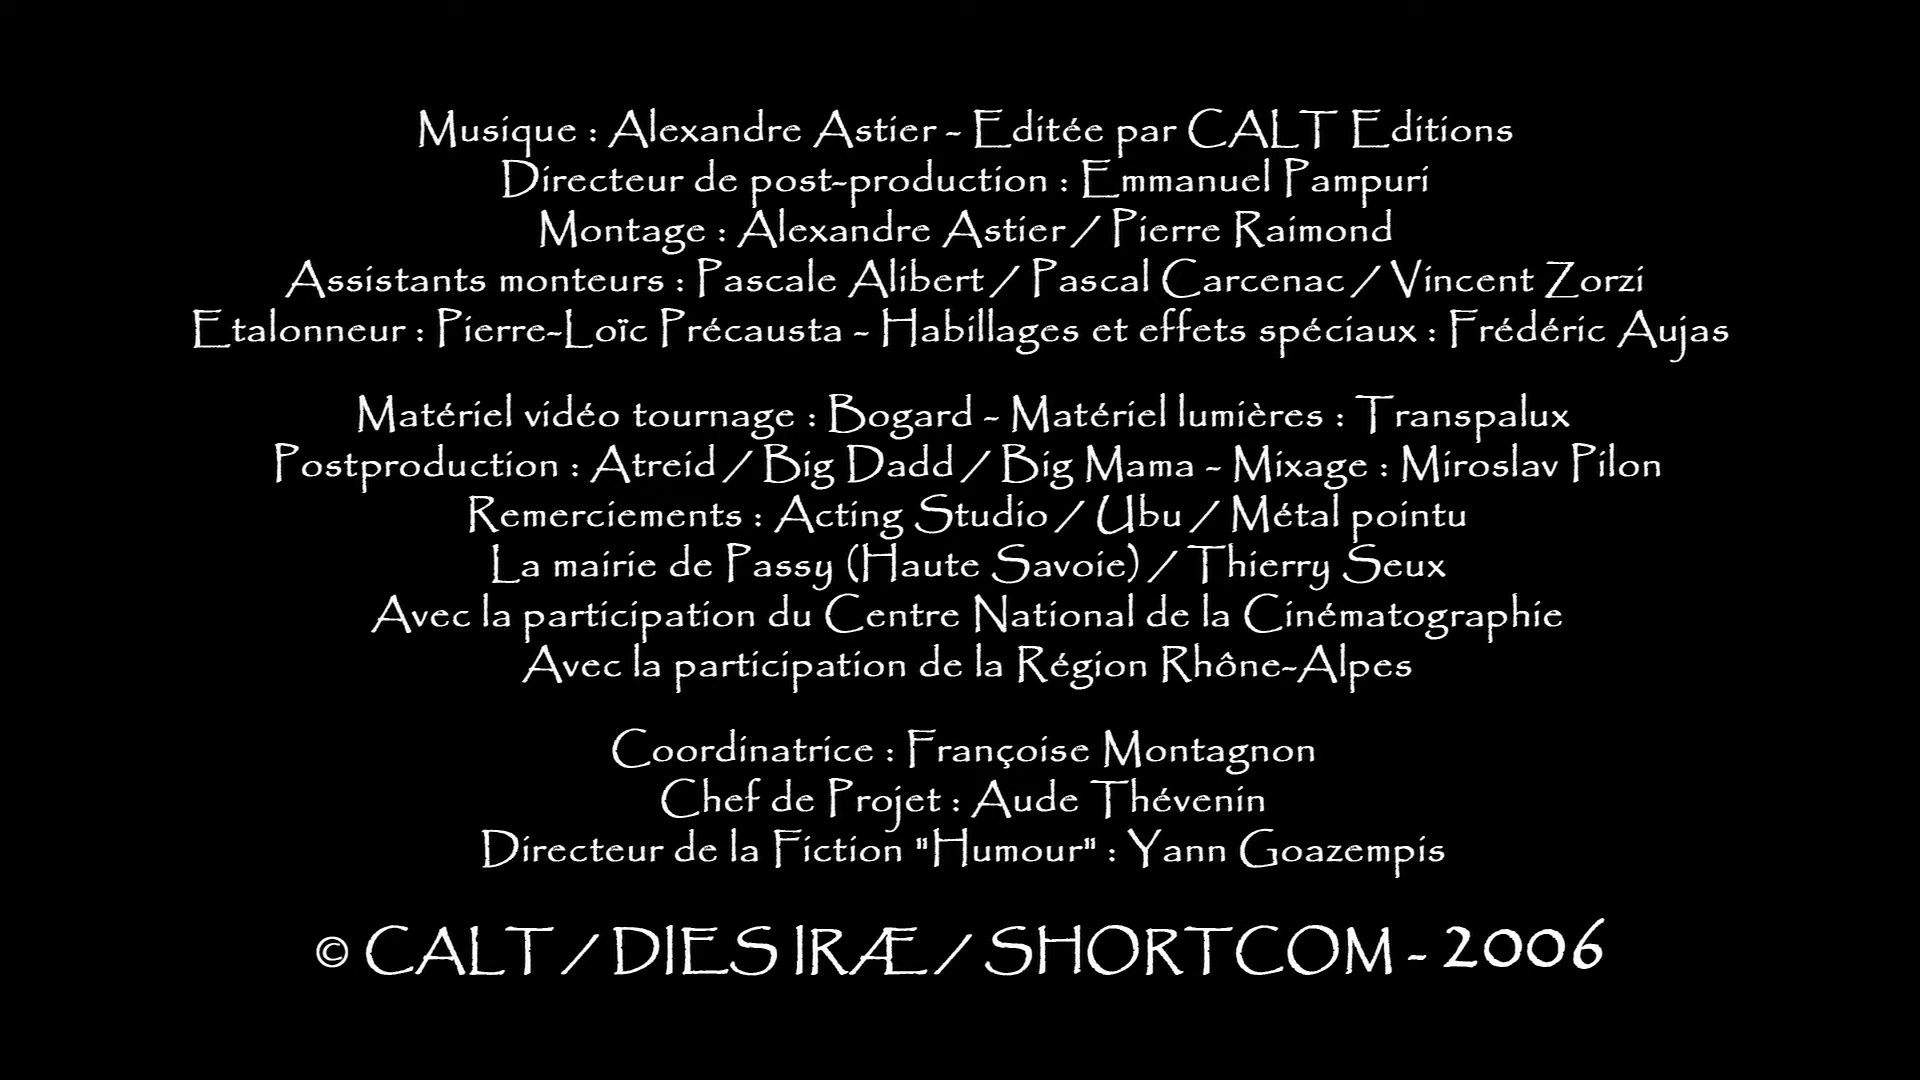 Musique : Alexandre Astier - Editée par CALT Editions
Directeur de post-production : Emmanuel Pampuri
Montage : Alexandre Astier / Pierre Raimond
Assistants monteurs : Pascale Alibert / Pascal Carcenac / Vincent Zorzi
Etalonneur : Pierre-Loïc Précausta - Habillages et effets spéciaux : Frédéric Aujas
Matériel vidéo tournage : Bogard - Matériel lumières : Transpalux
Postproduction : Atreid / Big Dadd / Big Mama - Mixage : Miroslav Pilon
Remerciements : Acting Studio / Ubu / Métal pointu
La mairie de Passy (Haute Savoie) / Thierry Seux
Avec la participation du Centre National de la Cinématographie
Avec la participation de la Région Rhône-Alpes
Coordinatrice : Françoise Montagnon
Chef de Projet : Aude Thévenin
Directeur de la Fiction "Humour" : Yann Goazempis
© CALT / DIES IRÆ / SHORTCOM - 2006